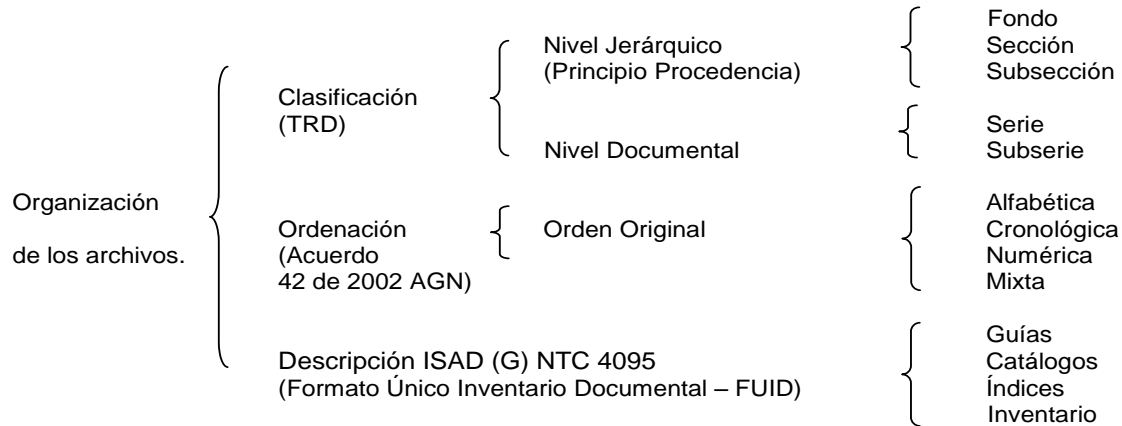 Organización
de los archivos.
Clasificación
(TRD)
Nivel Jerárquico
(Principio Procedencia)
Fondo
Sección
Subsección
Nivel Documental
Serie
Subserie
Ordenación
(Acuerdo
42 de 2002 AGN)
Orden Original
Alfabética
Cronológica
Numérica
Mixta
Descripción ISAD (G) NTC 4095
(Formato Único Inventario Documental – FUID)
Guías
Catálogos
Índices
Inventario